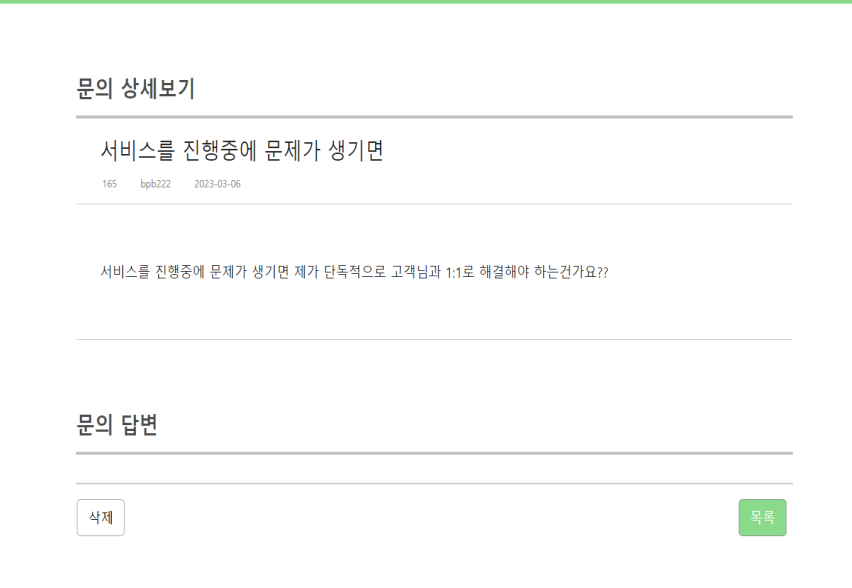 문의 상세보기
서비스를 진행중에 문제가 생기면
165 bpb222 2023-03-06
서비스를 진행중에 문제가 생기면 제가 단독적으로 고객님과 1:1로 해결해야 하는건가요??
문의 답변
삭제 목록